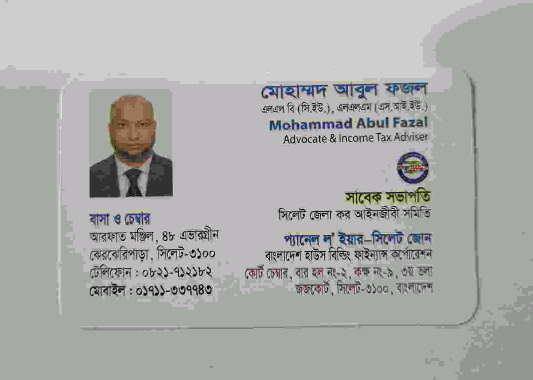 মোহাম্মদ আবুল ফজল
এলএল বি (সি.ইউ.), এলএলএম (এস.আই.ইউ.)
Mohammad Abul Fazal
Advocate & Income Tax Adviser
সাবেক সভাপতি
সিলেট জেলা কর আইনজীবী সমিতি
প্যানেল ল' ইয়ার–সিলেট জোন
বাংলাদেশ হাউস বিল্ডিং ফাইন্যান্স কর্পোরেশন
কোর্ট চেম্বার, বার হল নং-২, কক্ষ নং-৯, ৩য় তলা
জজকোর্ট, সিলেট-৩১০০, বাংলাদেশ
বাসা ও চেম্বার
আরফাত মঞ্জিল, ৪৮ এভারগ্রীন
ঝেরঝেরিপাড়া, সিলেট-৩১০০
টেলিফোন : ০৮২১-৭১২১৮২
মোবাইল : ০১৭১১-৩৩৭৭৪৩